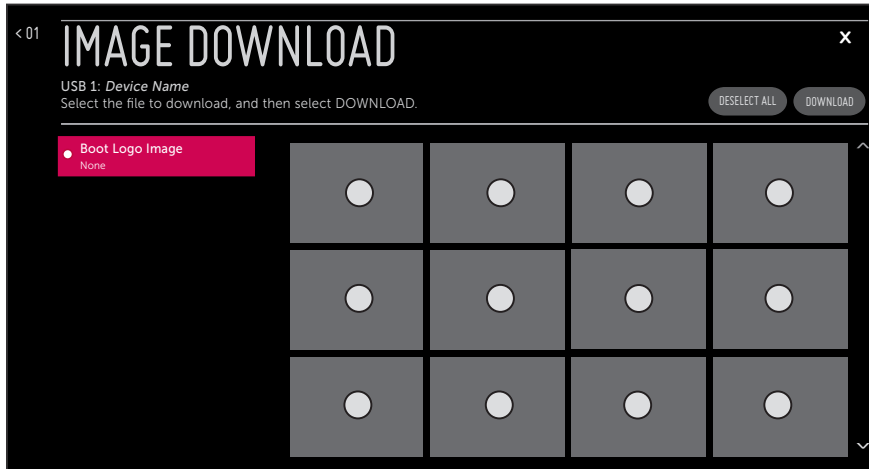 < 01
IMAGE DOWNLOAD
X
USB 1: Device Name
Select the file to download, and then select DOWNLOAD.
DESELECT ALL
DOWNLOAD
Boot Logo Image
None